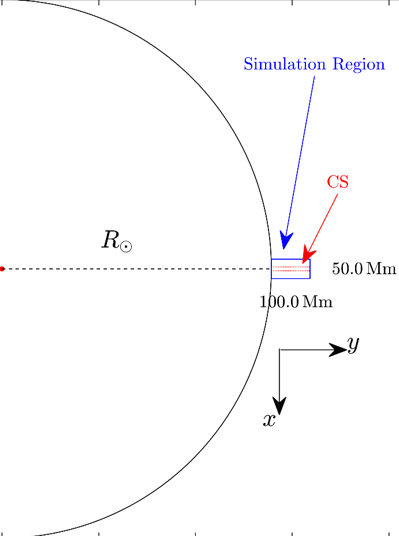 Simulation Region
CS
R⊙
50.0 Mm
100.0 Mm
y
x